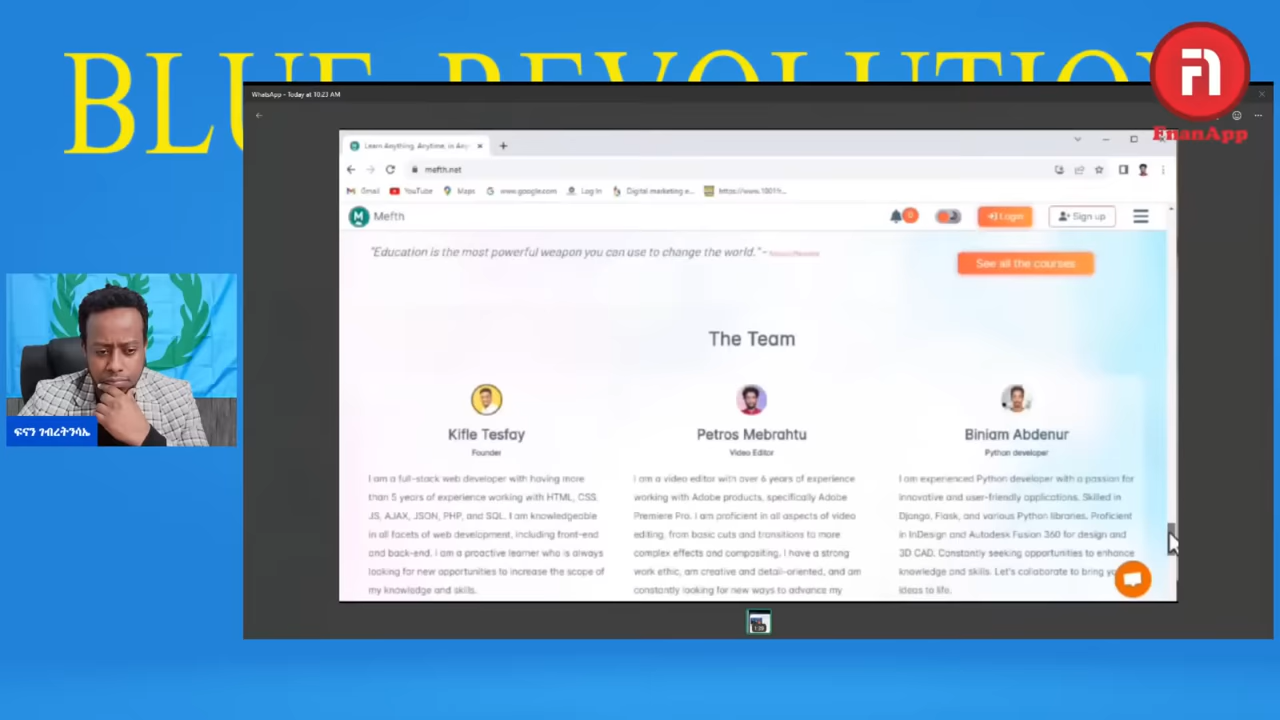 BLUE REVOLUTION
EnanApp
WhatsApp - Today at 10:23 AM
Learn Anything, Anytime, in Any
mefth.net
Gmail
YouTube
Maps
www.google.com
Log In
Digital marketing e...
Mefth
0
Login
Sign up
"Education is the most powerful weapon you can use to change the world." -
See all the courses
The Team
Kifle Tesfay
Founder
I am a full-stack web developer with having more
than 5 years of experience working with HTML, CSS,
JS, AJAX, JSON, PHP, and SQL. I am knowledgeable
in all facets of web development, including front-end
and back-end. I am a proactive learner who is always
looking for new opportunities to increase the scope of
my knowledge and skills.
Petros Mebrahtu
Video Editor
I am a video editor with over 6 years of experience
working with Adobe products, specifically Adobe
Premiere Pro. I am proficient in all aspects of video
editing, from basic cuts and transitions to more
complex effects and compositing. I have a strong
work ethic, am creative and detail-oriented, and am
constantly looking for new ways to advance my
Biniam Abdenur
Python developer
I am experienced Python developer with a passion for
innovative and user-friendly applications. Skilled in
Django, Flask, and various Python libraries. Proficient
in InDesign and Autodesk Fusion 360 for design and
3D CAD. Constantly seeking opportunities to enhance
knowledge and skills. Let's collaborate to bring
ideas to life.
ፍናን ገብረትንሳኤ